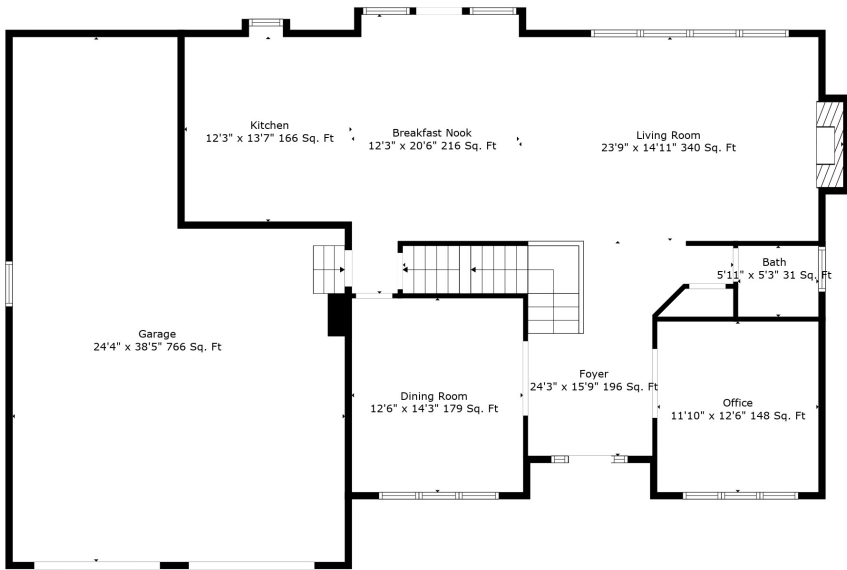 Kitchen
12'3" x 13'7" 166 Sq. Ft
Breakfast Nook
12'3" x 20'6" 216 Sq. Ft
Living Room
23'9" x 14'11" 340 Sq. Ft
Bath
5'11" x 5'3" 31 Sq. Ft
Garage
24'4" x 38'5" 766 Sq. Ft
Foyer
24'3" x 15'9" 196 Sq. Ft
Dining Room
12'6" x 14'3" 179 Sq. Ft
Office
11'10" x 12'6" 148 Sq. Ft